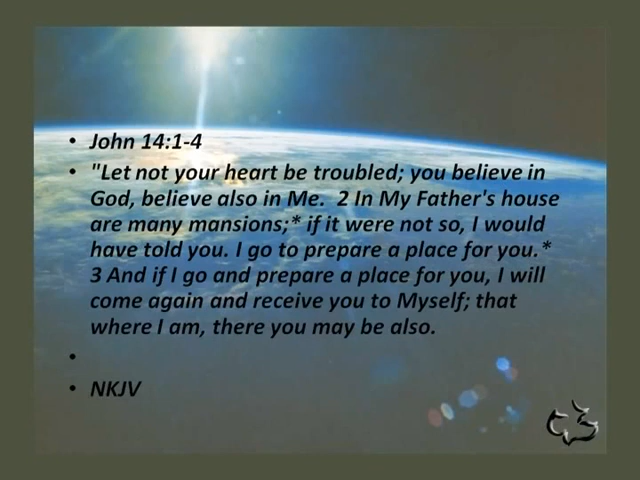 • John 14:1-4
• "Let not your heart be troubled; you believe in
God, believe also in Me.  2 In My Father's house
are many mansions;* if it were not so, I would
have told you. I go to prepare a place for you.*
3 And if I go and prepare a place for you, I will
come again and receive you to Myself; that
where I am, there you may be also.
•
• NKJV